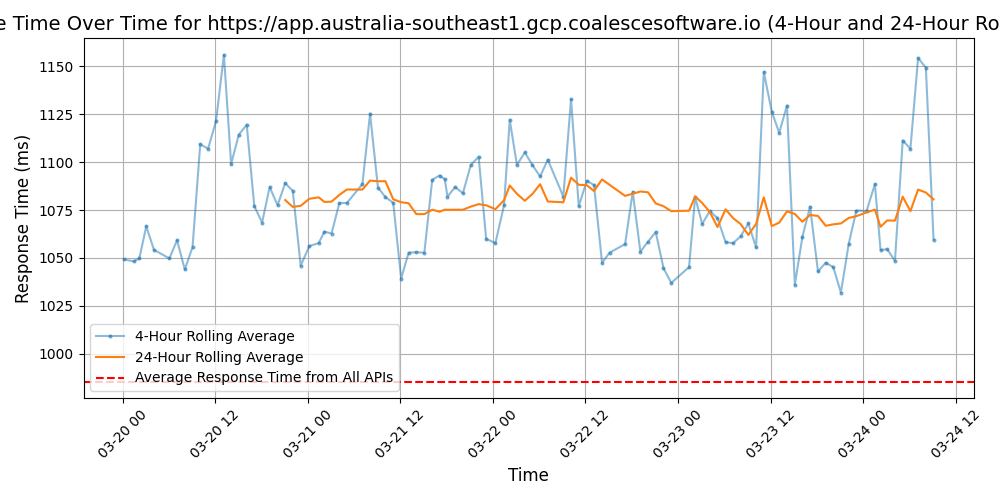 e Time Over Time for https://app.australia-southeast1.gcp.coalescesoftware.io (4-Hour and 24-Hour Ro
Response Time (ms)
1150
1125
1100
1075
1050
1025
1000
4-Hour Rolling Average
24-Hour Rolling Average
Average Response Time from All APIs
03-20 00
03-20 12
03-21 00
03-21 12
03-22 00
03-22 12
03-23 00
03-23 12
03-24 00
03-24 12
Time